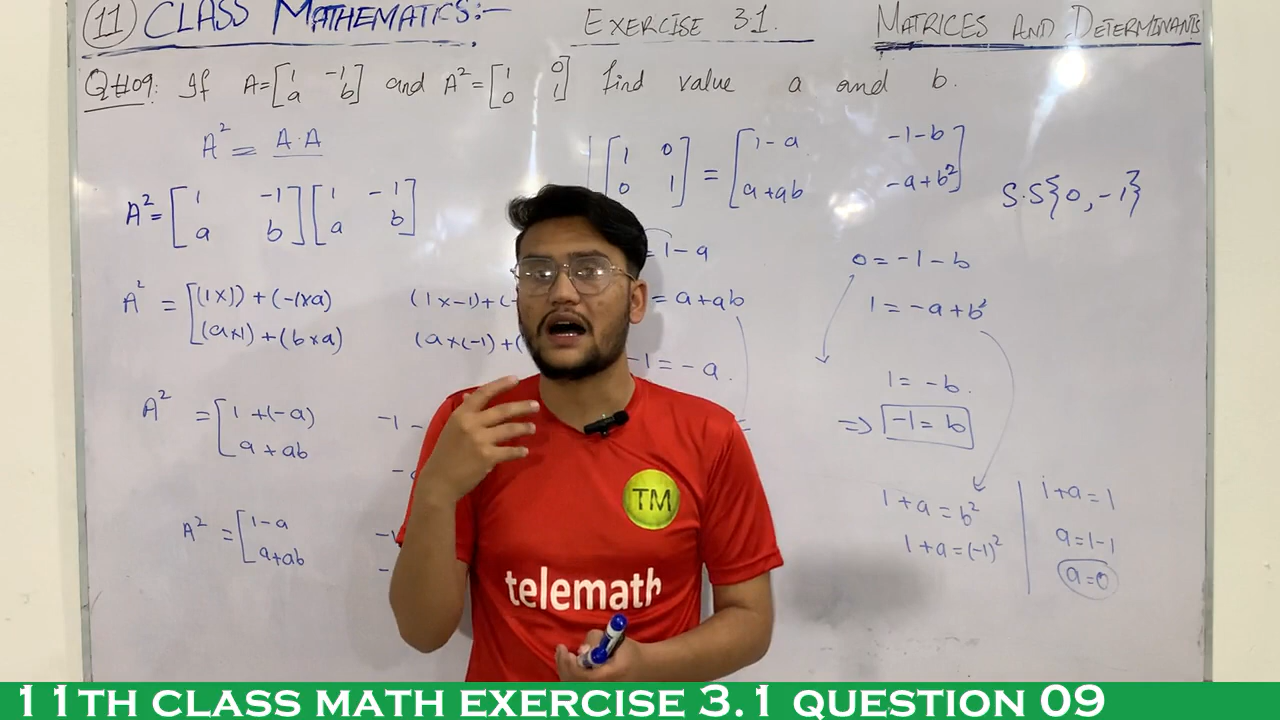 (11) CLASS MATHEMATICS:-
EXERCISE 3.1.
MATRICES AND DETERMINANTS
Q#09: If A=[1 -1 a b] and A²=[1 0 0 1] find value a and b.
A² = A.A
A²=[1 -1 a b][1 -1 a b]
A² =[(1×1)+(-1×a) (1×-1)+(-
(a×1)+(b×a) (a×(-1)+(
A² =[1+(-a) -1 -
a+ab
A² =[1-a
a+ab
[1 0 0 1] = [1-a -1-b a+ab -a+b²]
=1-a
= a+ab
-1=-a.
0=-1-b
1=-a+b²
1=-b.
=> -1=b
1+a=b²
1+a=(-1)²
1+a=1
a=1-1
a=0
S.S{0,-1}
TM
telemath
11TH CLASS MATH EXERCISE 3.1 QUESTION 09